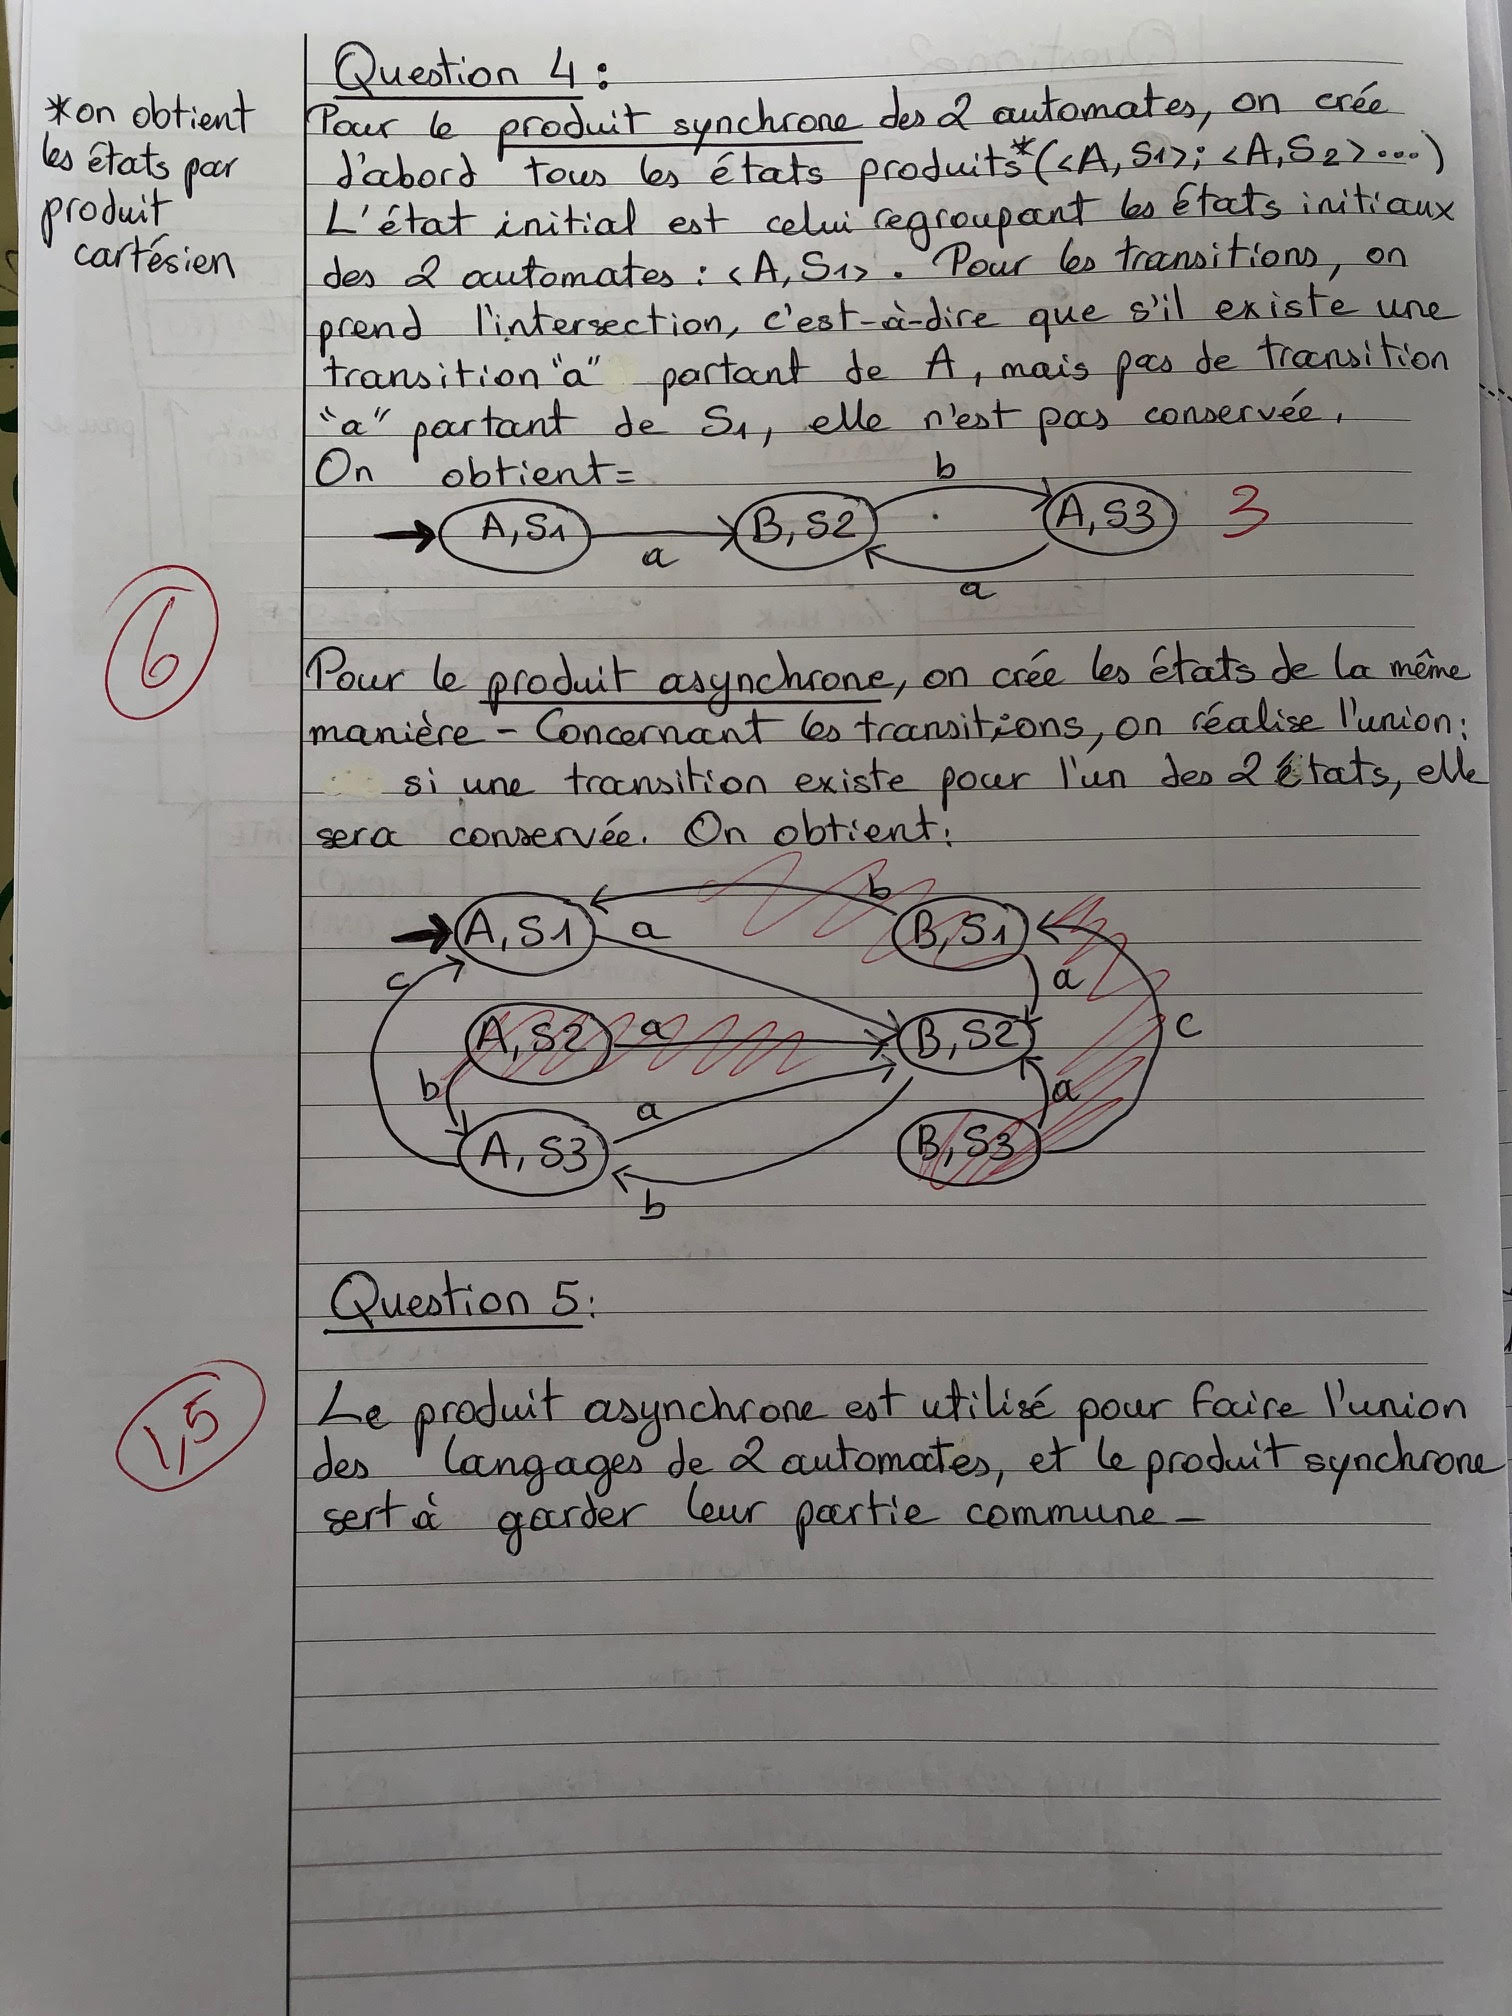 Question 4 :
*on obtient
les états par
produit
cartésien
Pour le produit synchrone des 2 automates, on crée
d'abord tous les états produits* (<A, S1>; <A, S2> ...)
L'état initial est celui regroupant les états initiaux
des 2 automates : <A, S1>. Pour les transitions, on
prend l'intersection, c'est-à-dire que s'il existe une
transition "a" partant de A, mais pas de transition
"a" partant de S1, elle n'est pas conservée.
On obtient=
b
A, S1
B, S2
A, S3
3
a
a
6
Pour le produit asynchrone, on crée les états de la même
manière - Concernant les transitions, on réalise l'union:
si une transition existe pour l'un des 2 états, elle
sera conservée. On obtient:
b
A, S1
a
B, S1
c
a
A, S2
a
B, S2
c
b
a
a
A, S3
B, S3
b
Question 5:
1,5
Le produit asynchrone est utilisé pour faire l'union
des langages de 2 automates, et le produit synchrone
sert à garder leur partie commune -